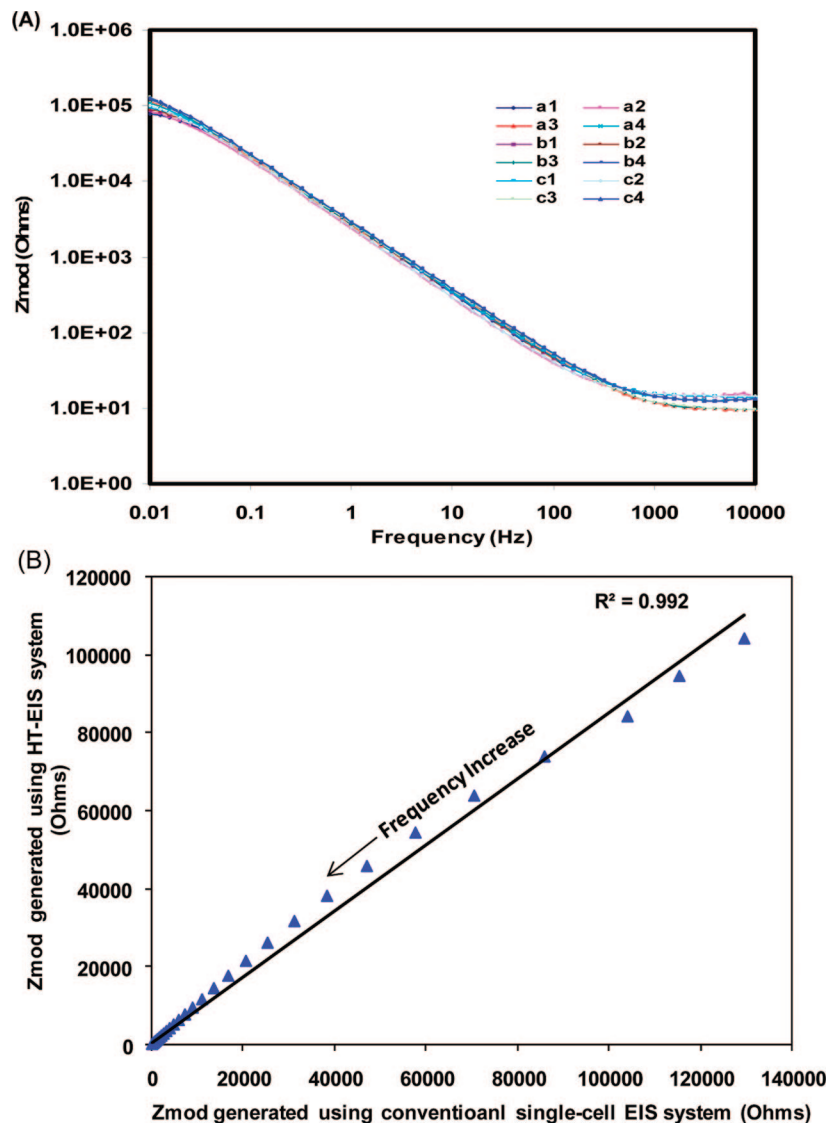 (A)
1.0E+06
1.0E+05
1.0E+04
1.0E+03
1.0E+02
1.0E+01
1.0E+00
Zmod (Ohms)
a1 a2
a3 a4
b1 b2
b3 b4
c1 c2
c3 c4
0.01 0.1 1 10 100 1000 10000
Frequency (Hz)
(B)
120000
100000
80000
60000
40000
20000
0
Zmod generated using HT-EIS system
(Ohms)
R² = 0.992
Frequency Increase
0 20000 40000 60000 80000 100000 120000 140000
Zmod generated using conventioanl single-cell EIS system (Ohms)